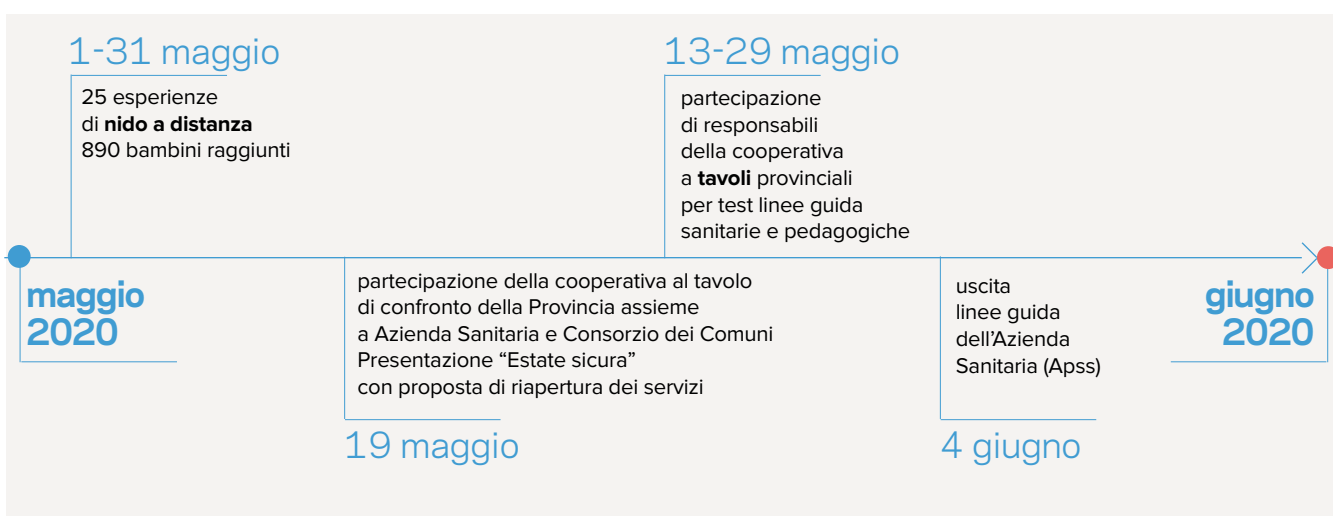 1-31 maggio
25 esperienze
di nido a distanza
890 bambini raggiunti
13-29 maggio
partecipazione
di responsabili
della cooperativa
a tavoli provinciali
per test linee guida
sanitarie e pedagogiche
maggio
2020
partecipazione della cooperativa al tavolo
di confronto della Provincia assieme
a Azienda Sanitaria e Consorzio dei Comuni
Presentazione “Estate sicura”
con proposta di riapertura dei servizi
19 maggio
uscita
linee guida
dell’Azienda
Sanitaria (Apss)
4 giugno
giugno
2020